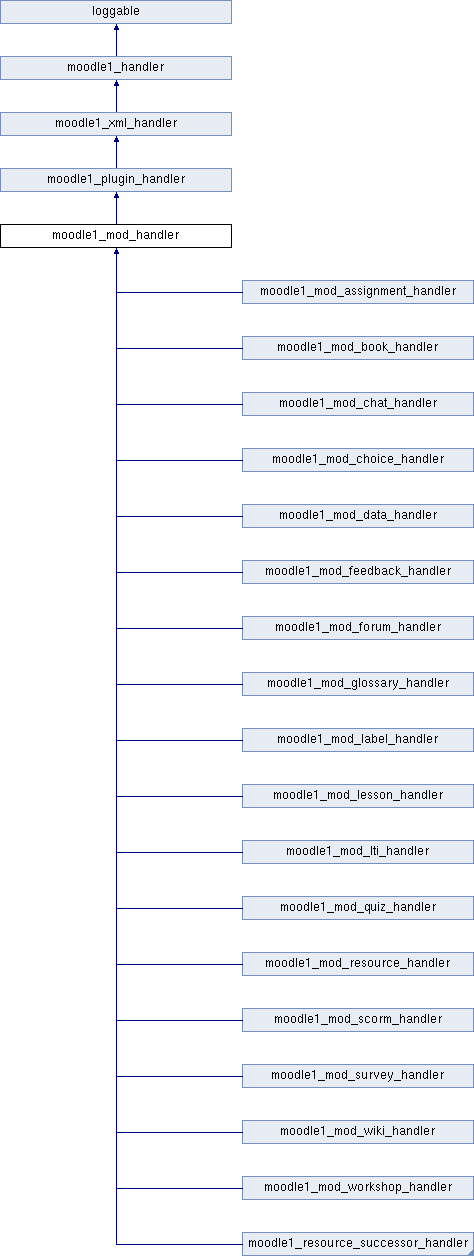 loggable
moodle1_handler
moodle1_xml_handler
moodle1_plugin_handler
moodle1_mod_handler
moodle1_mod_assignment_handler
moodle1_mod_book_handler
moodle1_mod_chat_handler
moodle1_mod_choice_handler
moodle1_mod_data_handler
moodle1_mod_feedback_handler
moodle1_mod_forum_handler
moodle1_mod_glossary_handler
moodle1_mod_label_handler
moodle1_mod_lesson_handler
moodle1_mod_lti_handler
moodle1_mod_quiz_handler
moodle1_mod_resource_handler
moodle1_mod_scorm_handler
moodle1_mod_survey_handler
moodle1_mod_wiki_handler
moodle1_mod_workshop_handler
moodle1_resource_successor_handler